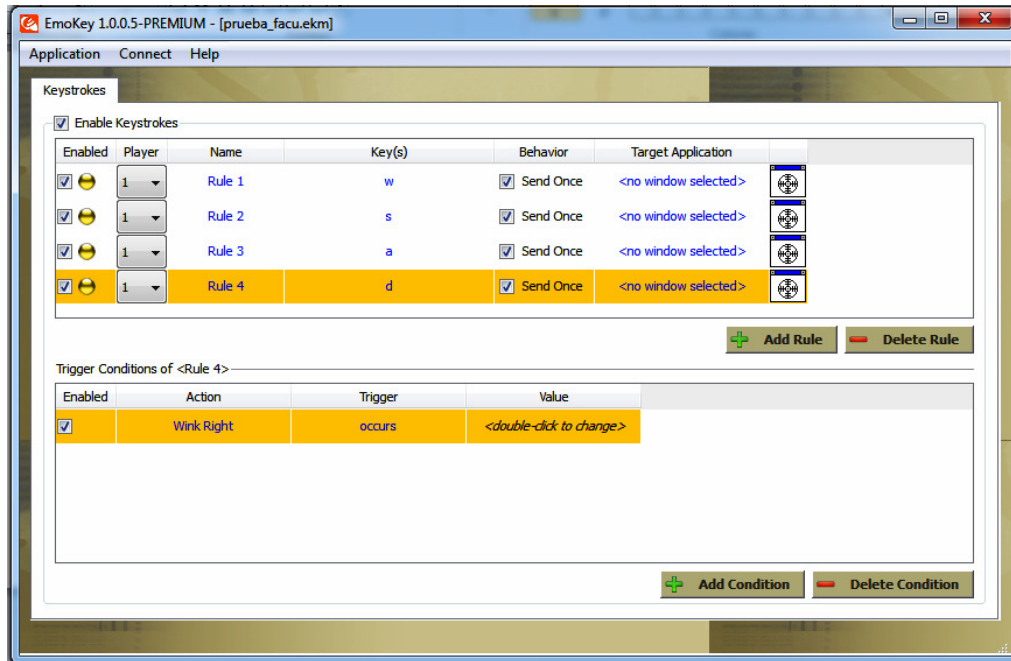 EmoKey 1.0.0.5-PREMIUM - [prueba_facu.ekm]
Application Connect Help
Keystrokes
Enable Keystrokes
Enabled Player Name Key(s) Behavior Target Application
1 Rule 1 w Send Once <no window selected>
1 Rule 2 s Send Once <no window selected>
1 Rule 3 a Send Once <no window selected>
1 Rule 4 d Send Once <no window selected>
Add Rule Delete Rule
Trigger Conditions of <Rule 4>
Enabled Action Trigger Value
Wink Right occurs <double-click to change>
Add Condition Delete Condition